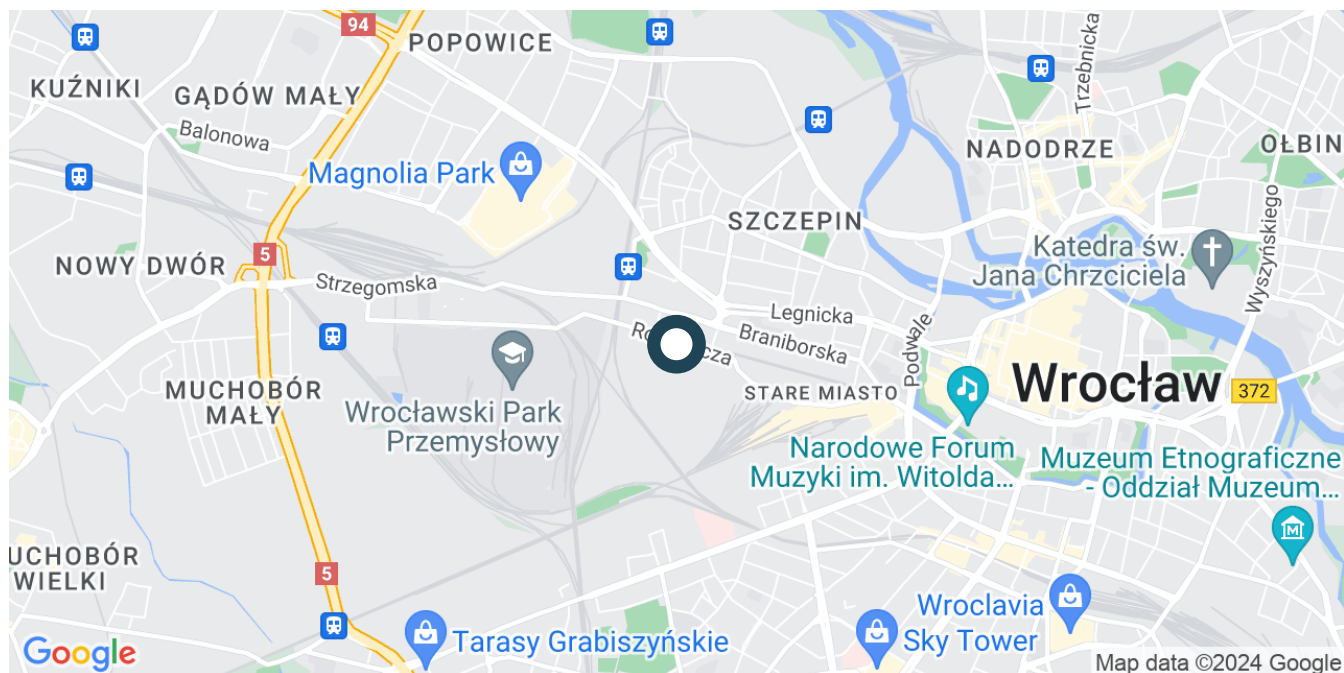 94
POPOWICE
KUŹNIKI
GĄDÓW MAŁY
Balonowa
Magnolia Park
Trzebnicka
NADODRZE
OŁBIN
SZCZEPIN
Katedra św.
Jana Chrzciciela
Wyszyńskiego
5
NOWY DWÓR
Strzegomska
Legnicka
Braniborska
Podwale
STARE MIASTO
Wrocław
372
MUCHOBÓR
MAŁY
Wrocławski Park
Przemysłowy
Narodowe Forum
Muzyki im. Witolda...
Muzeum Etnograficzne
- Oddział Muzeum...
M
UCHOBÓR
WIELKI
5
Wroclavia
Sky Tower
Tarasy Grabiszyńskie
Google
Map data ©2024 Google